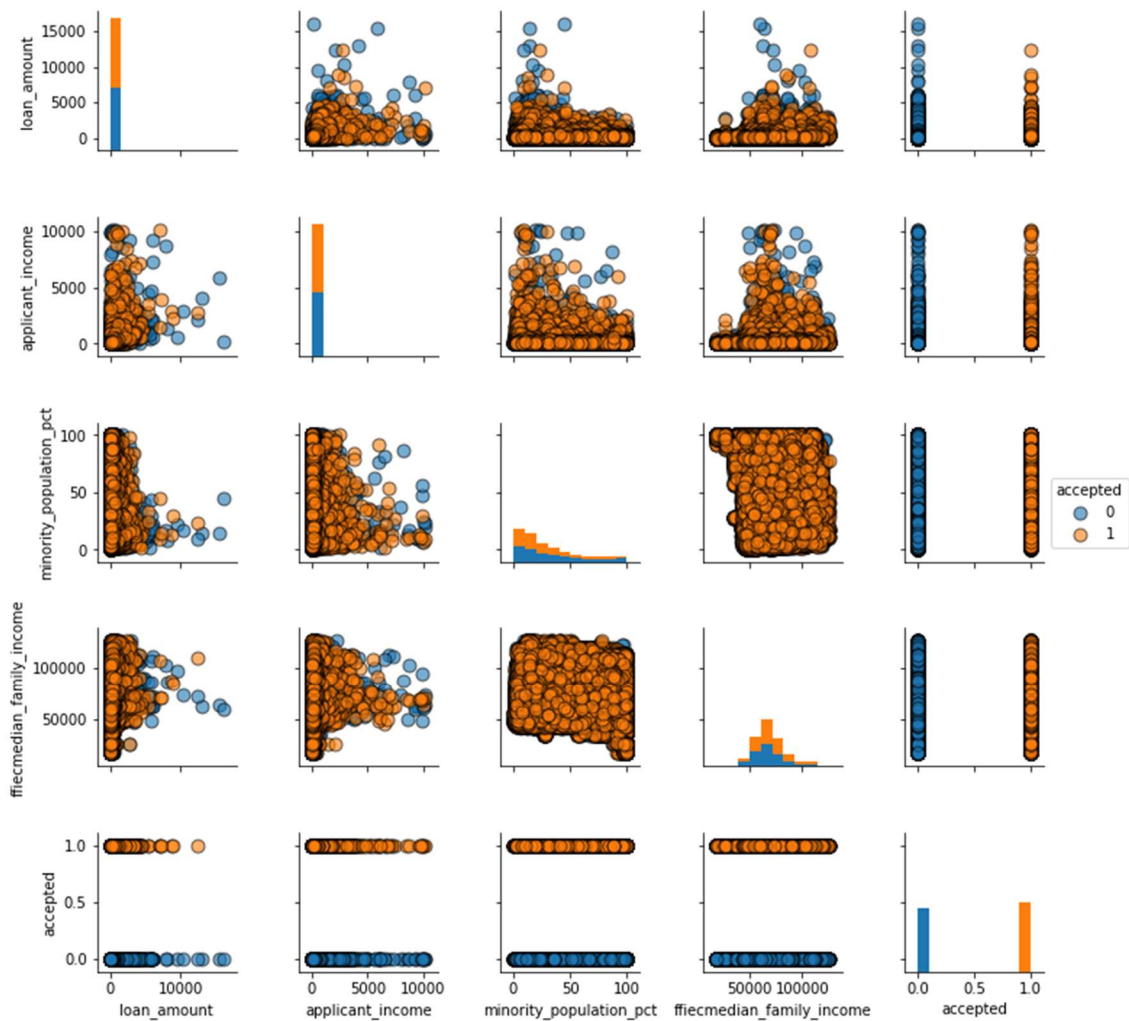 loan_amount
15000
10000
5000
0
applicant_income
10000
5000
0
minority_population_pct
100
50
0
accepted
0
1
ffiecmedian_family_income
100000
50000
accepted
1.0
0.5
0.0
0 10000 0 5000 10000 0 50 100 50000 100000 0.0 0.5 1.0
loan_amount applicant_income minority_population_pct ffiecmedian_family_income accepted